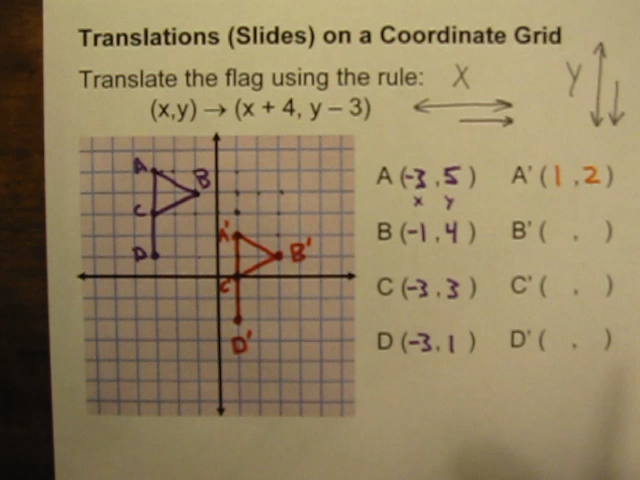 Translations (Slides) on a Coordinate Grid
Translate the flag using the rule: X Y
(x,y) → (x + 4, y – 3)
A (-3 , 5) A' (1 , 2)
x y
B (-1 , 4) B' ( , )
C (-3 , 3) C' ( , )
D (-3 , 1) D' ( , )
A
B
C
D
A'
B'
C'
D'